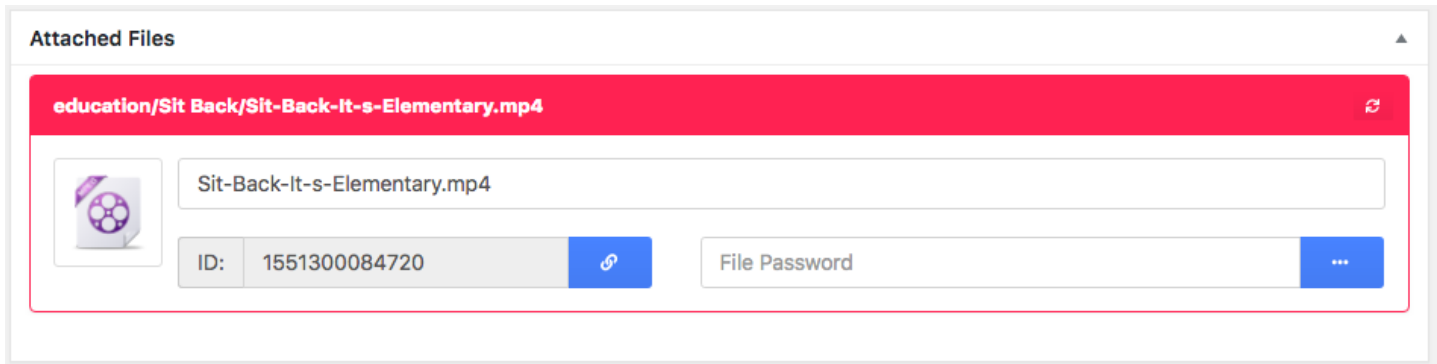 Attached Files
education/Sit Back/Sit-Back-It-s-Elementary.mp4
Sit-Back-It-s-Elementary.mp4
ID: 1551300084720 File Password